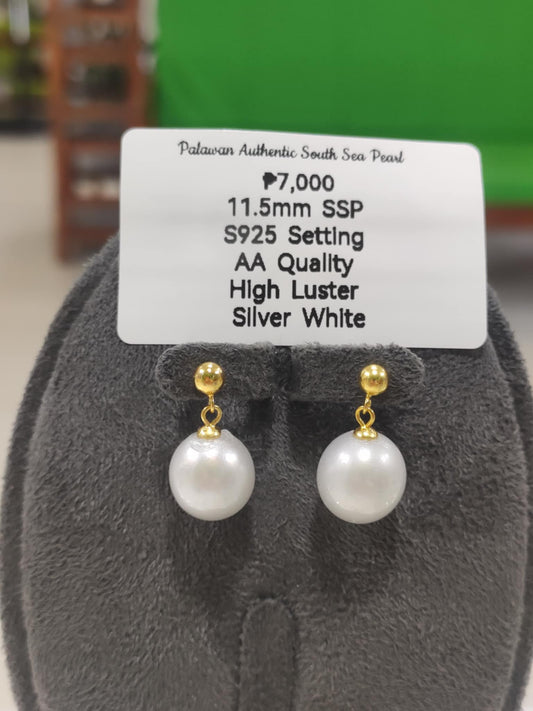 Palawan Authentic South Sea Pearl
₱7,000
11.5mm SSP
S925 Setting
AA Quality
High Luster
Silver White